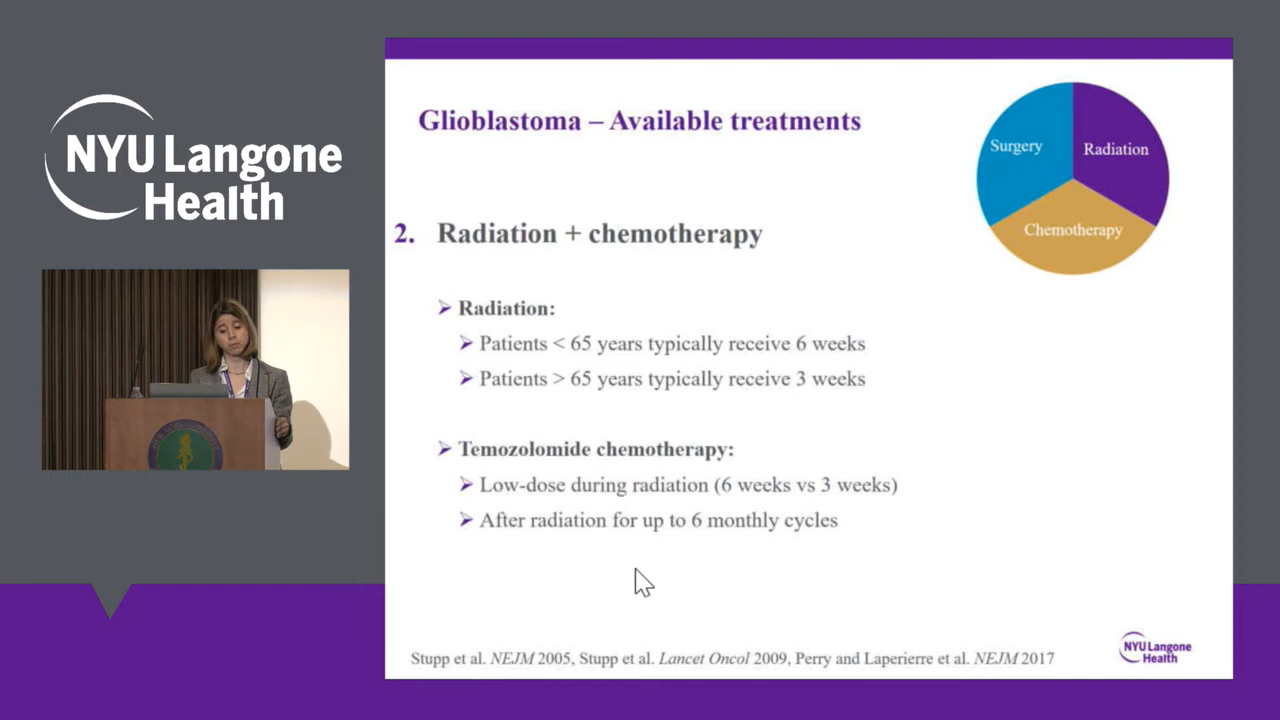 NYU Langone
Health
Glioblastoma – Available treatments
Surgery
Radiation
Chemotherapy
2. Radiation + chemotherapy
Radiation:
Patients < 65 years typically receive 6 weeks
Patients > 65 years typically receive 3 weeks
Temozolomide chemotherapy:
Low-dose during radiation (6 weeks vs 3 weeks)
After radiation for up to 6 monthly cycles
Stupp et al. NEJM 2005, Stupp et al. Lancet Oncol 2009, Perry and Laperierre et al. NEJM 2017
NYU Langone
Health